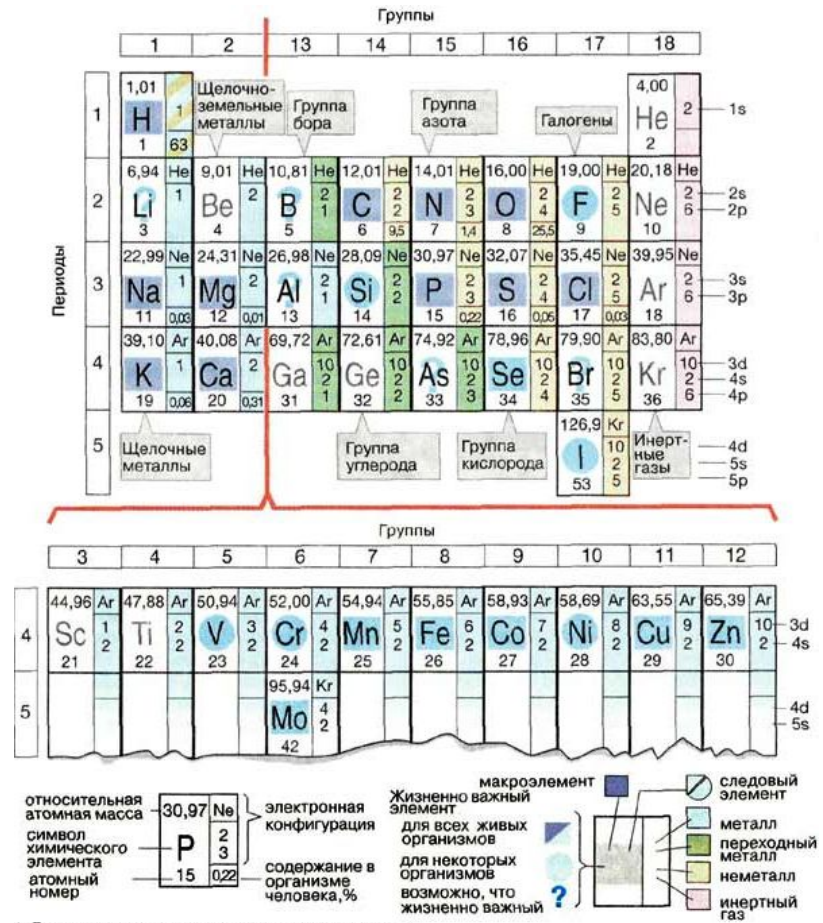 Группы
1 2 13 14 15 16 17 18
Периоды
1
1,01
H 1
1 63
Щелочно-
земельные
металлы
Группа
бора
Группа
азота
Галогены
4,00
He 2
2
1s
2
6,94 He 9,01 He 10,81 He 12,01 He 14,01 He 16,00 He 19,00 He 20,18 He
? ?
Li 1 Be 2 B 2 1 C 2 2 N 2 3 O 2 4 F 2 5 Ne 2 6
3 4 5 6 9,5 7 1,4 8 25,5 9 10
2s
2p
3
22,99 Ne 24,31 Ne 26,98 Ne 28,09 Ne 30,97 Ne 32,07 Ne 35,45 Ne 39,95 Ne
?
Na 1 Mg 2 Al 2 1 Si 2 2 P 2 3 S 2 4 Cl 2 5 Ar 2 6
11 0,03 12 0,01 13 14 15 0,22 16 0,05 17 0,03 18
3s
3p
4
39,10 Ar 40,08 Ar 69,72 Ar 72,61 Ar 74,92 Ar 78,96 Ar 79,90 Ar 83,80 Kr Ar
? ?
K 1 Ca 2 Ga 10 2 1 Ge 10 2 2 As 10 2 3 Se 10 2 4 Br 10 2 5 Kr 10 2 6
19 0,06 20 0,31 31 32 33 34 35 36
3d
4s
4p
5
Щелочные
металлы
Группа
углерода
Группа
кислорода
126,9 Kr
I 10 2 5
53
Инерт-
ные
газы
4d
5s
5p
Группы
3 4 5 6 7 8 9 10 11 12
4
44,96 Ar 47,88 Ar 50,94 Ar 52,00 Ar 54,94 Ar 55,85 Ar 58,93 Ar 58,69 Ar 63,55 Ar 65,39 Ar
Sc 1 2 Ti 2 2 V 3 2 Cr 4 2 Mn 5 2 Fe 6 2 Co 7 2 Ni 8 2 Cu 9 2 Zn 10 2
21 22 23 24 25 26 27 28 29 30
3d
4s
5
95,94 Kr
Mo 4 2
42
4d
5s
относительная
атомная масса
символ
химического
элемента
атомный
номер
30,97 Ne
P 2 3
15 0,22
электронная
конфигурация
содержание в
организме
человека,%
макроэлемент
Жизненно важный
элемент
для всех живых
организмов
для некоторых
организмов
возможно, что
жизненно важный
?
следовый
элемент
металл
переходный
металл
неметалл
инертный
газ